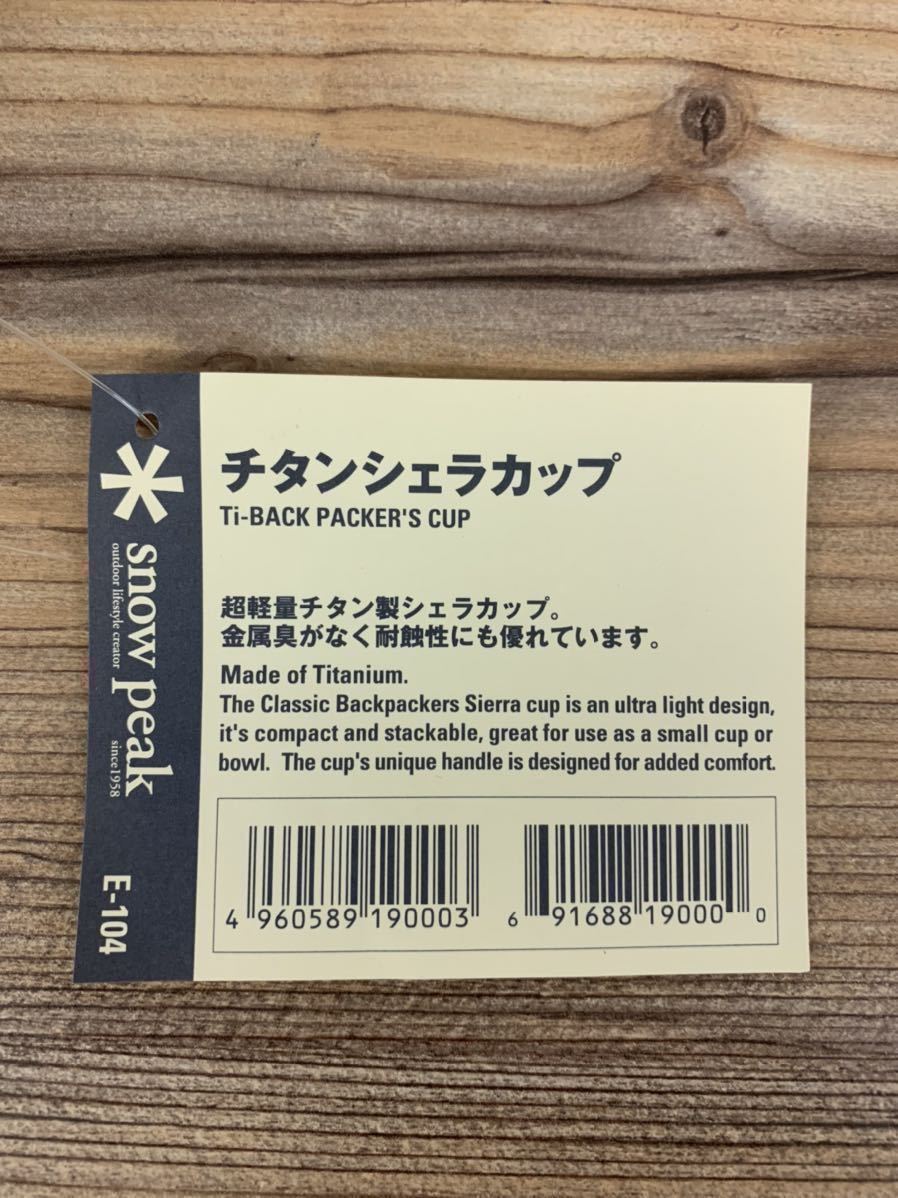 チタンシェラカップ
Ti-BACK PACKER'S CUP
超軽量チタン製シェラカップ。
金属臭がなく耐蝕性にも優れています。
Made of Titanium.
The Classic Backpackers Sierra cup is an ultra light design,
it's compact and stackable, great for use as a small cup or
bowl. The cup's unique handle is designed for added comfort.
4 960589 190003
6 91688 19000 0
snow peak
outdoor lifestyle creator
since1958
E-104